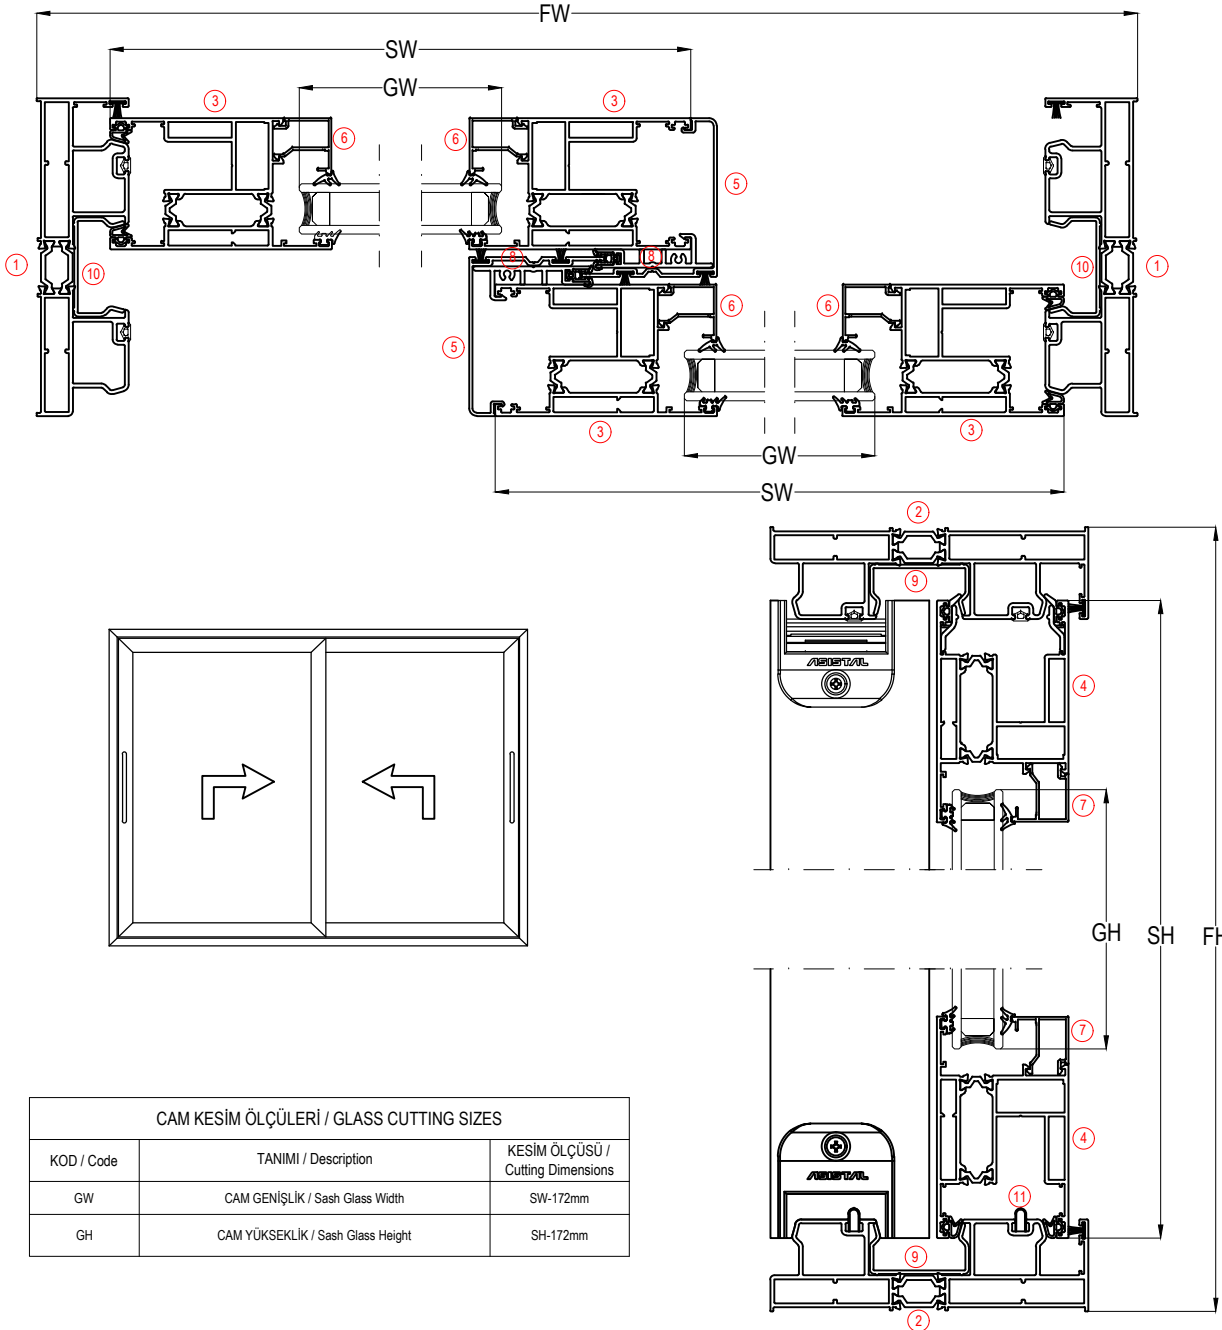 FW
SW
GW
3
3
6
6
5
8
8
1
10
10
1
6
6
5
3
3
GW
SW
2
9
ASISTAL
4
7
GH
SH
FH
7
4
ASISTAL
11
9
2
CAM KESİM ÖLÇÜLERİ / GLASS CUTTING SIZES
KOD / Code
TANIMI / Description
KESİM ÖLÇÜSÜ /
Cutting Dimensions
GW
CAM GENİŞLİK / Sash Glass Width
SW-172mm
GH
CAM YÜKSEKLİK / Sash Glass Height
SH-172mm